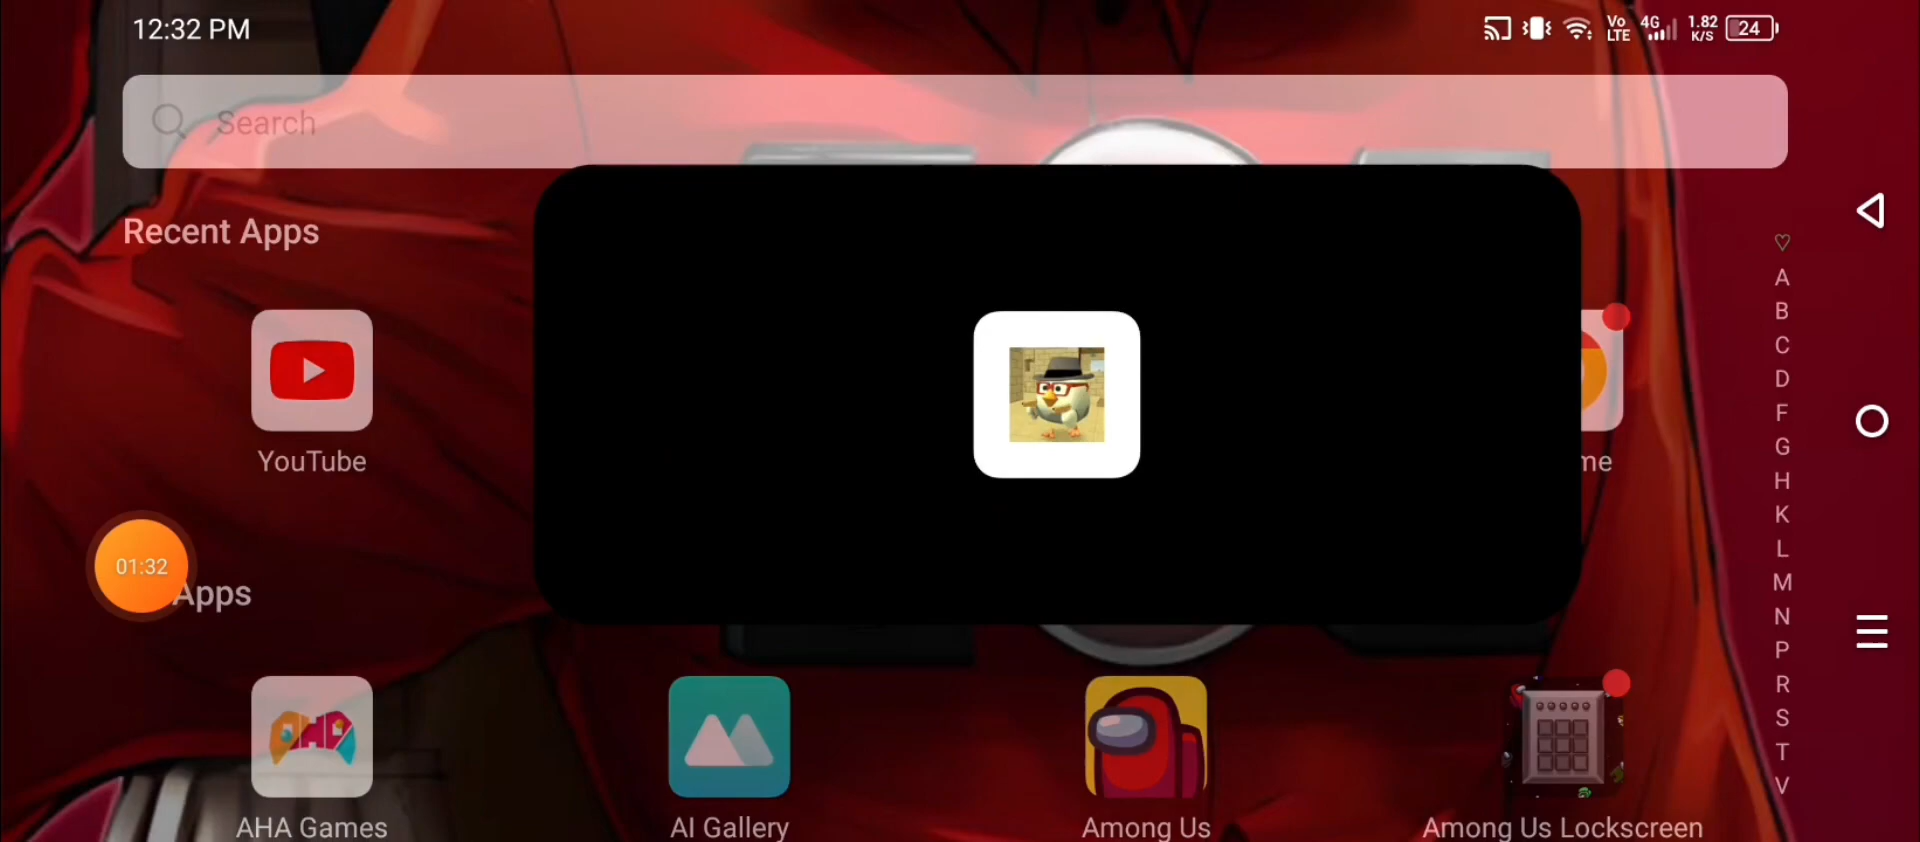 12:32 PM
Vo LTE 4G 1.82 K/S 24
Search
Recent Apps
YouTube
me
01:32
Apps
AHA Games
AI Gallery
Among Us
Among Us Lockscreen
A
B
C
D
F
G
H
K
L
M
N
P
R
S
T
V